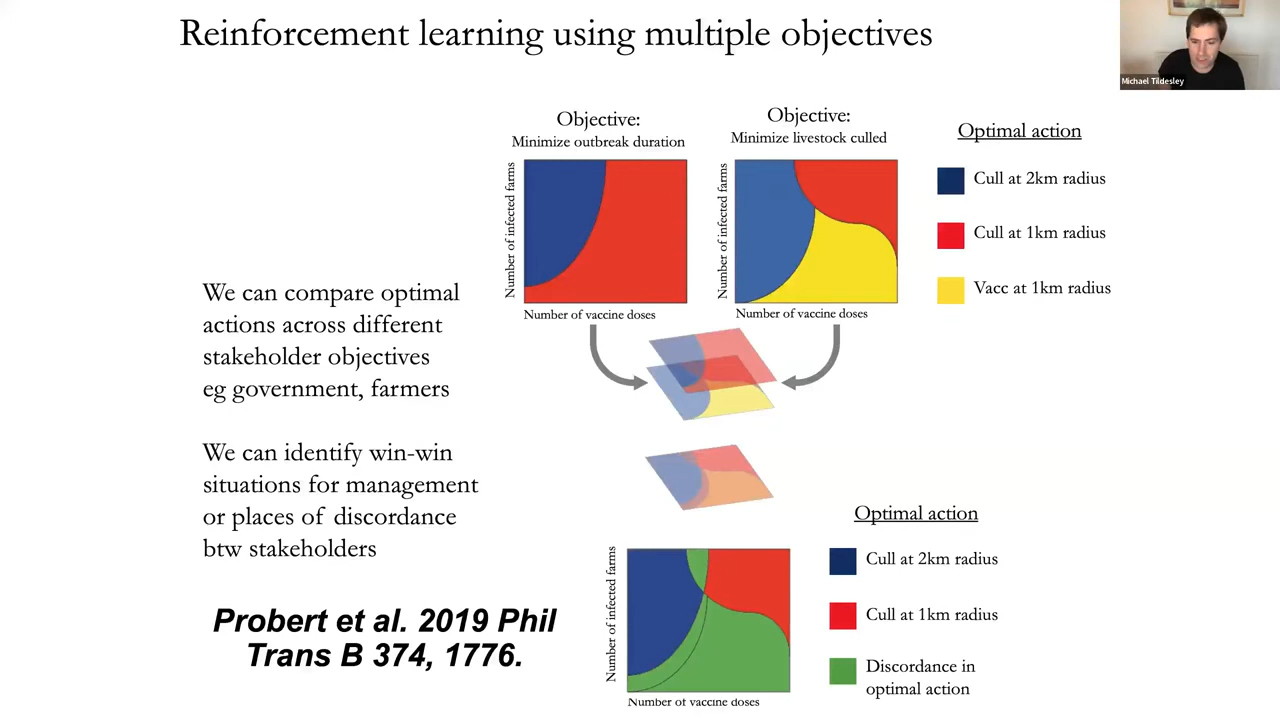 Reinforcement learning using multiple objectives
Michael Tildesley
Objective:
Minimize outbreak duration
Objective:
Minimize livestock culled
Optimal action
Cull at 2km radius
Cull at 1km radius
Vacc at 1km radius
Number of infected farms
Number of vaccine doses
Number of infected farms
Number of vaccine doses
We can compare optimal
actions across different
stakeholder objectives
eg government, farmers
We can identify win-win
situations for management
or places of discordance
btw stakeholders
Probert et al. 2019 Phil
Trans B 374, 1776.
Number of infected farms
Number of vaccine doses
Optimal action
Cull at 2km radius
Cull at 1km radius
Discordance in
optimal action